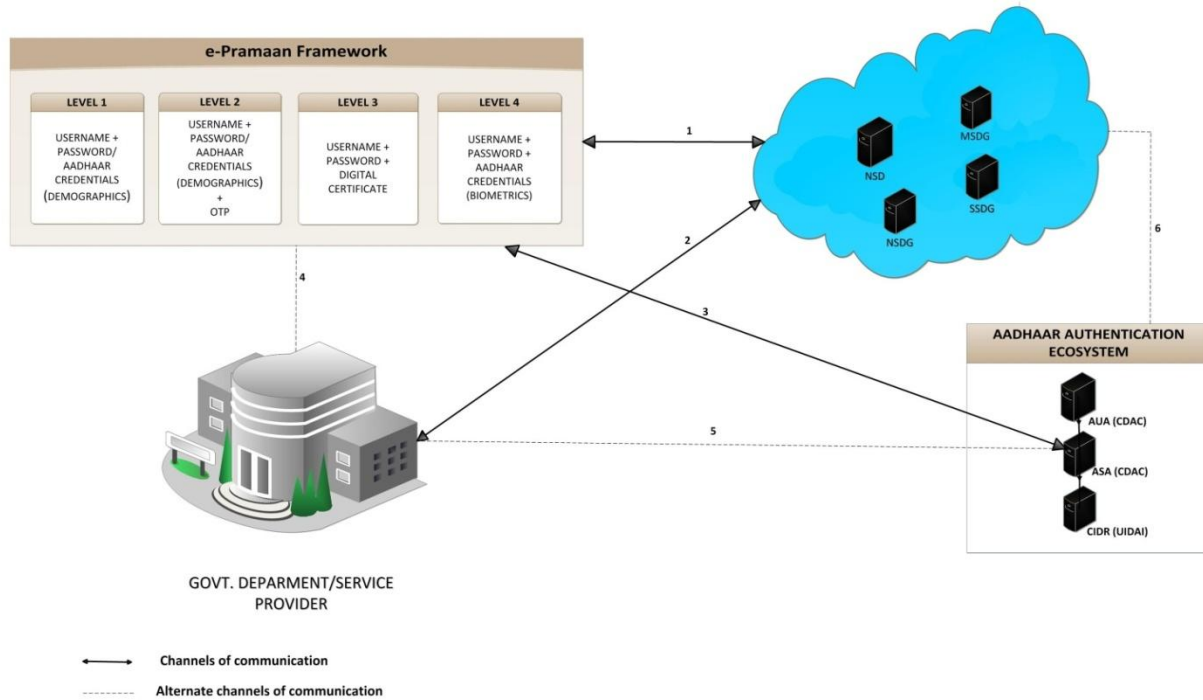 e-Pramaan Framework
LEVEL 1
USERNAME +
PASSWORD/
AADHAAR
CREDENTIALS
(DEMOGRAPHICS)
LEVEL 2
USERNAME +
PASSWORD/
AADHAAR
CREDENTIALS
(DEMOGRAPHICS)
+
OTP
LEVEL 3
USERNAME +
PASSWORD +
DIGITAL
CERTIFICATE
LEVEL 4
USERNAME +
PASSWORD +
AADHAAR
CREDENTIALS
(BIOMETRICS)
1
MSDG
NSD
SSDG
NSDG
2
6
4
3
AADHAAR AUTHENTICATION
ECOSYSTEM
AUA (CDAC)
5
ASA (CDAC)
CIDR (UIDAI)
GOVT. DEPARMENT/SERVICE
PROVIDER
Channels of communication
Alternate channels of communication